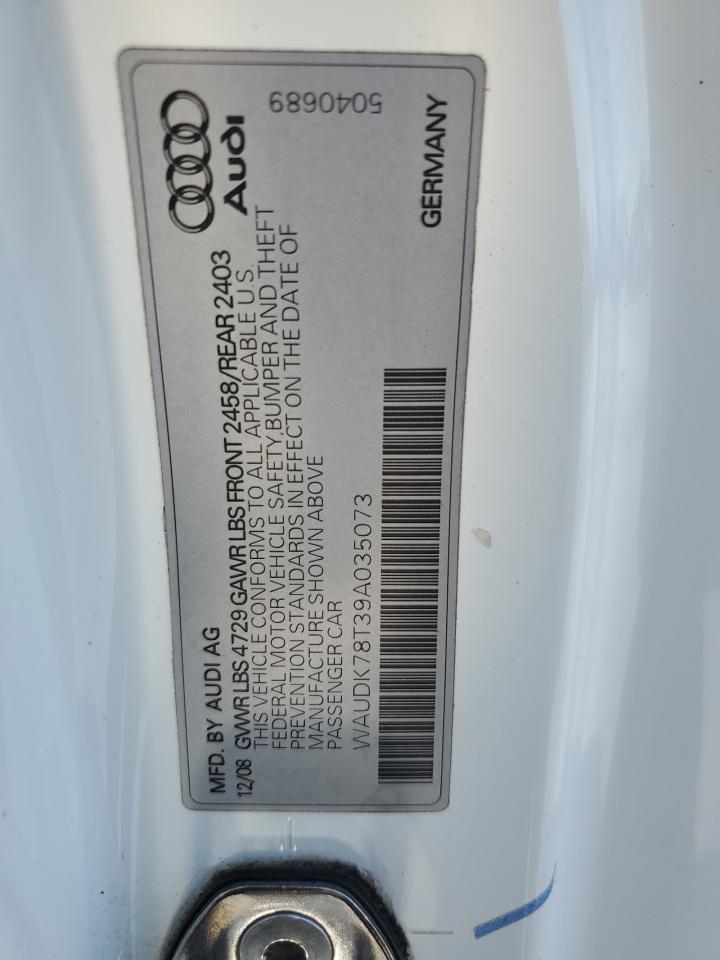 MFD. BY AUDI AG
Audi
12/08 GVWR LBS 4729 GAWR LBS FRONT 2458/REAR 2403
THIS VEHICLE CONFORMS TO ALL APPLICABLE U.S.
FEDERAL MOTOR VEHICLE SAFETY,BUMPER AND THEFT
PREVENTION STANDARDS IN EFFECT ON THE DATE OF
MANUFACTURE SHOWN ABOVE
PASSENGER CAR
WAUDK78T39A035073
5040689
GERMANY